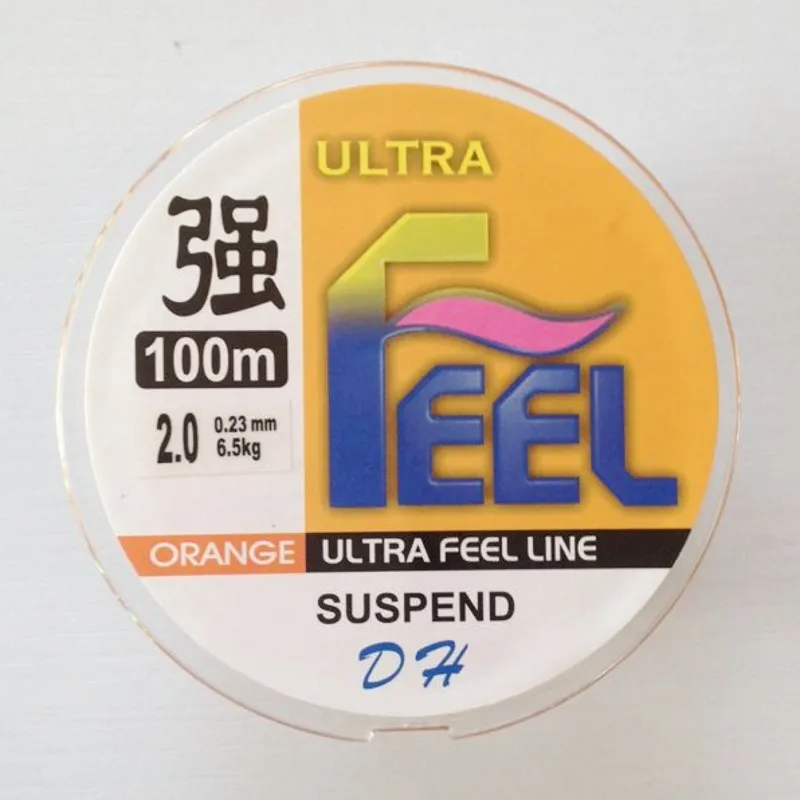 ULTRA
FEEL
强
100m
2.0 0.23 mm
6.5kg
ORANGE ULTRA FEEL LINE
SUSPEND
DH